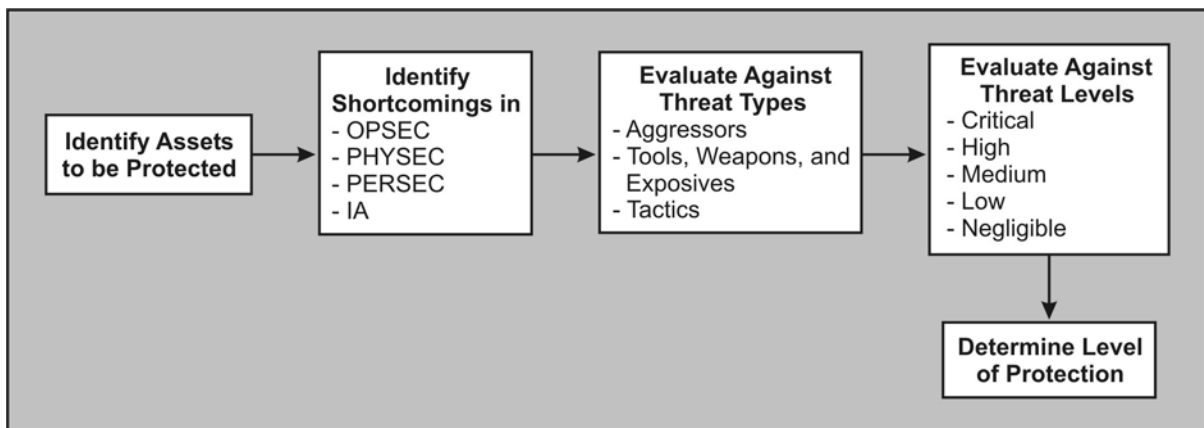 Identify Assets
to be Protected
Identify
Shortcomings in
- OPSEC
- PHYSEC
- PERSEC
- IA
Evaluate Against
Threat Types
- Aggressors
- Tools, Weapons, and
Exposives
- Tactics
Evaluate Against
Threat Levels
- Critical
- High
- Medium
- Low
- Negligible
Determine Level
of Protection